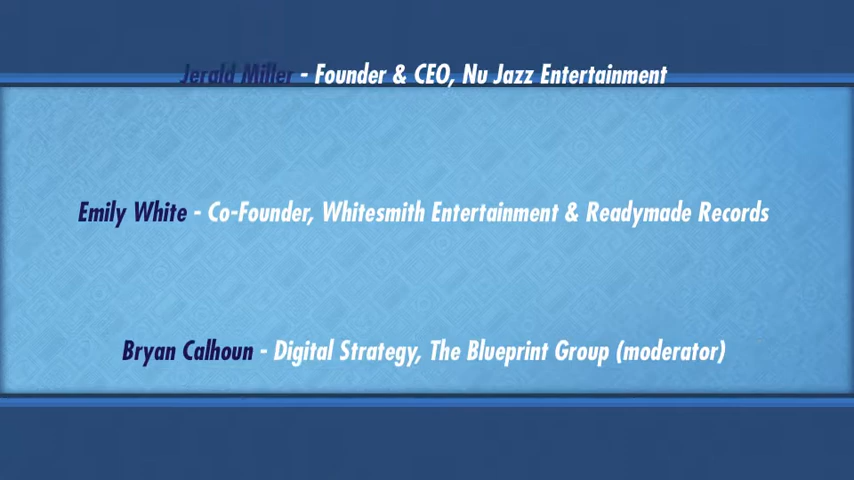 Jerald Miller - Founder & CEO, Nu Jazz Entertainment
Emily White - Co-Founder, Whitesmith Entertainment & Readymade Records
Bryan Calhoun - Digital Strategy, The Blueprint Group (moderator)